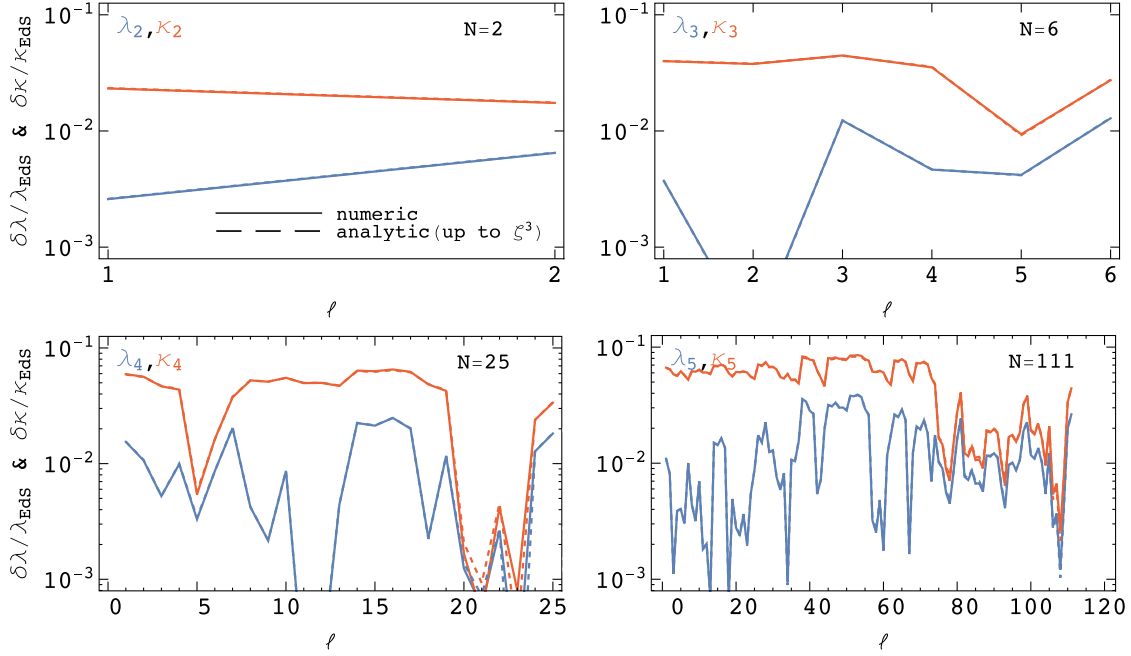 10⁻¹
10⁻²
10⁻³
δλ/λEds & δκ/κEds
λ2,κ2
N=2
numeric
analytic(up to ζ³)
1 2
ℓ
10⁻¹
10⁻²
10⁻³
λ3,κ3
N=6
1 2 3 4 5 6
ℓ
10⁻¹
10⁻²
10⁻³
δλ/λEds & δκ/κEds
λ4,κ4
N=25
0 5 10 15 20 25
ℓ
10⁻¹
10⁻²
10⁻³
λ5,κ5
N=111
0 20 40 60 80 100 120
ℓ